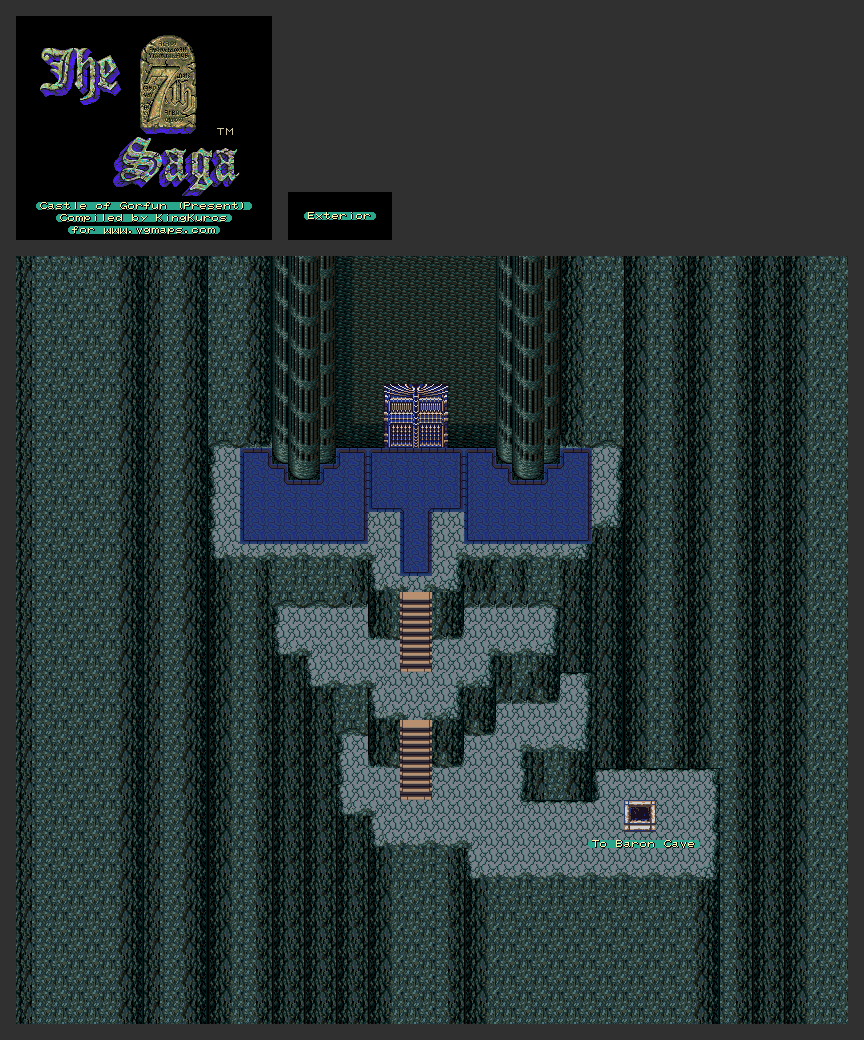 The
7th
Saga
TM
Castle of Gorfun (Present)
Compiled by KingKuros
for www.vgmaps.com
Exterior
To Baron Cave